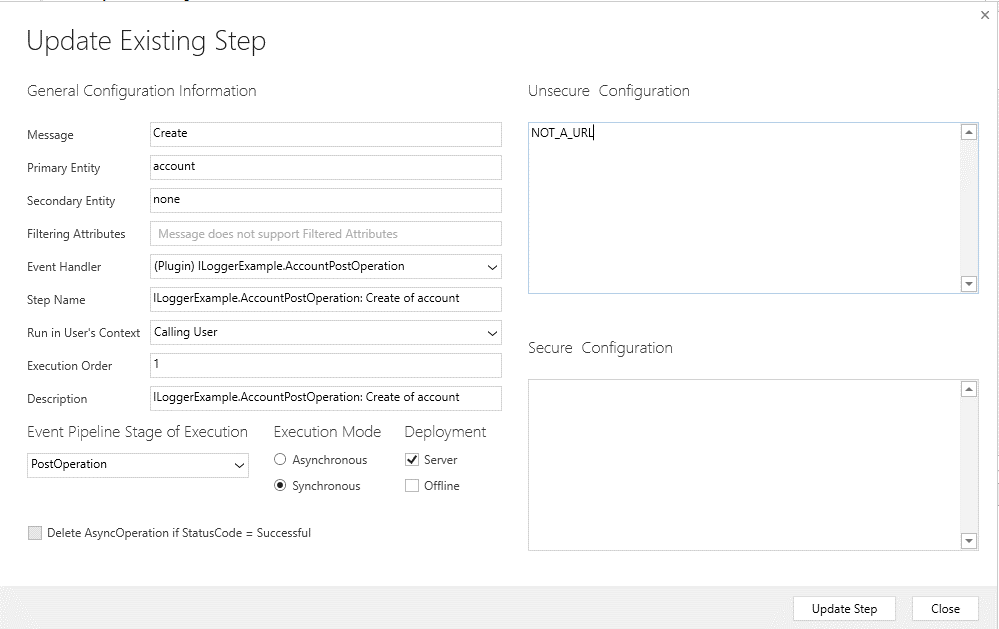 Update Existing Step
General Configuration Information
Message
Create
Primary Entity
account
Secondary Entity
none
Filtering Attributes
Message does not support Filtered Attributes
Event Handler
(Plugin) ILoggerExample.AccountPostOperation
Step Name
ILoggerExample.AccountPostOperation: Create of account
Run in User's Context
Calling User
Execution Order
1
Description
ILoggerExample.AccountPostOperation: Create of account
Event Pipeline Stage of Execution
PostOperation
Execution Mode
Asynchronous
Synchronous
Deployment
Server
Offline
Delete AsyncOperation if StatusCode = Successful
Unsecure Configuration
NOT_A_URL
Secure Configuration
Update Step
Close